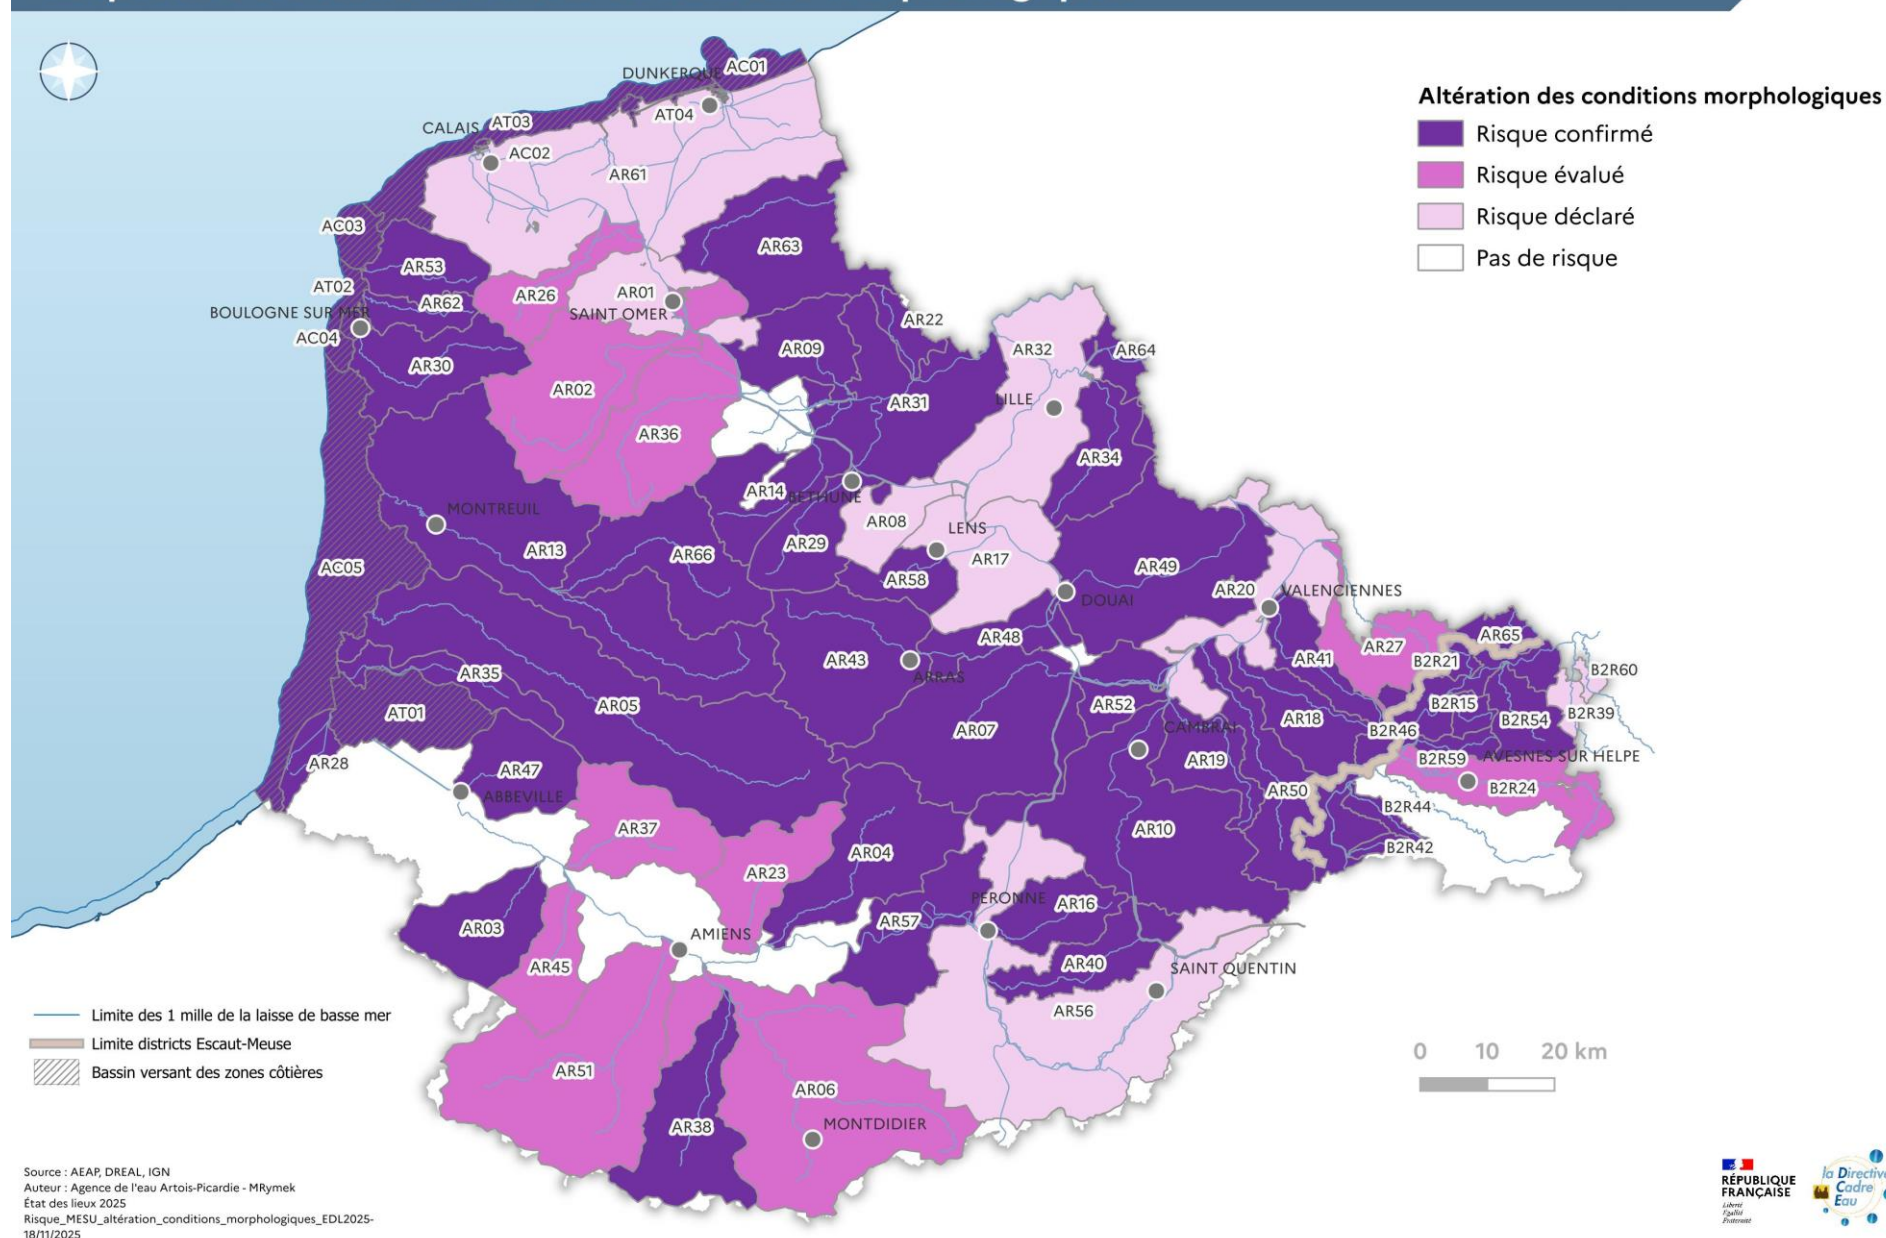 Altération des conditions morphologiques
Risque confirmé
Risque évalué
Risque déclaré
Pas de risque
DUNKERQUE
AC01
AT04
CALAIS
AT03
AC02
AR61
AC03
AR63
AR53
AT02
AR62
AR26
AR01
BOULOGNE SUR MER
SAINT OMER
AR22
AC04
AR30
AR09
AR32
AR64
AR02
AR31
LILLE
AR36
AR34
AR14
BETHUNE
MONTREUIL
AR08
LENS
AR13
AR66
AR29
AR17
AC05
AR58
AR49
DOUAI
AR20
VALENCIENNES
AR48
AR65
AR43
ARRAS
AR41
AR27
B2R21
B2R60
AR35
AR05
AR52
B2R15
AT01
AR07
CAMBRAI
AR18
B2R46
B2R54
B2R39
AR28
AR47
ABBEVILLE
AR19
B2R59
AVESNES-SUR HELPE
AR50
B2R24
B2R44
AR37
AR10
B2R42
AR23
AR04
PERONNE
AR16
AR03
AMIENS
AR57
AR45
AR40
SAINT QUENTIN
AR56
AR51
AR06
AR38
MONTDIDIER
0 10 20 km
Limite des 1 mille de la laisse de basse mer
Limite districts Escaut-Meuse
Bassin versant des zones côtières
Source : AEAP, DREAL, IGN
Auteur : Agence de l'eau Artois-Picardie - MRymek
État des lieux 2025
Risque_MESU_altération_conditions_morphologiques_EDL2025-
18/11/2025
RÉPUBLIQUE
FRANÇAISE
Liberté
Égalité
Fraternité
la Directive
Cadre
Eau